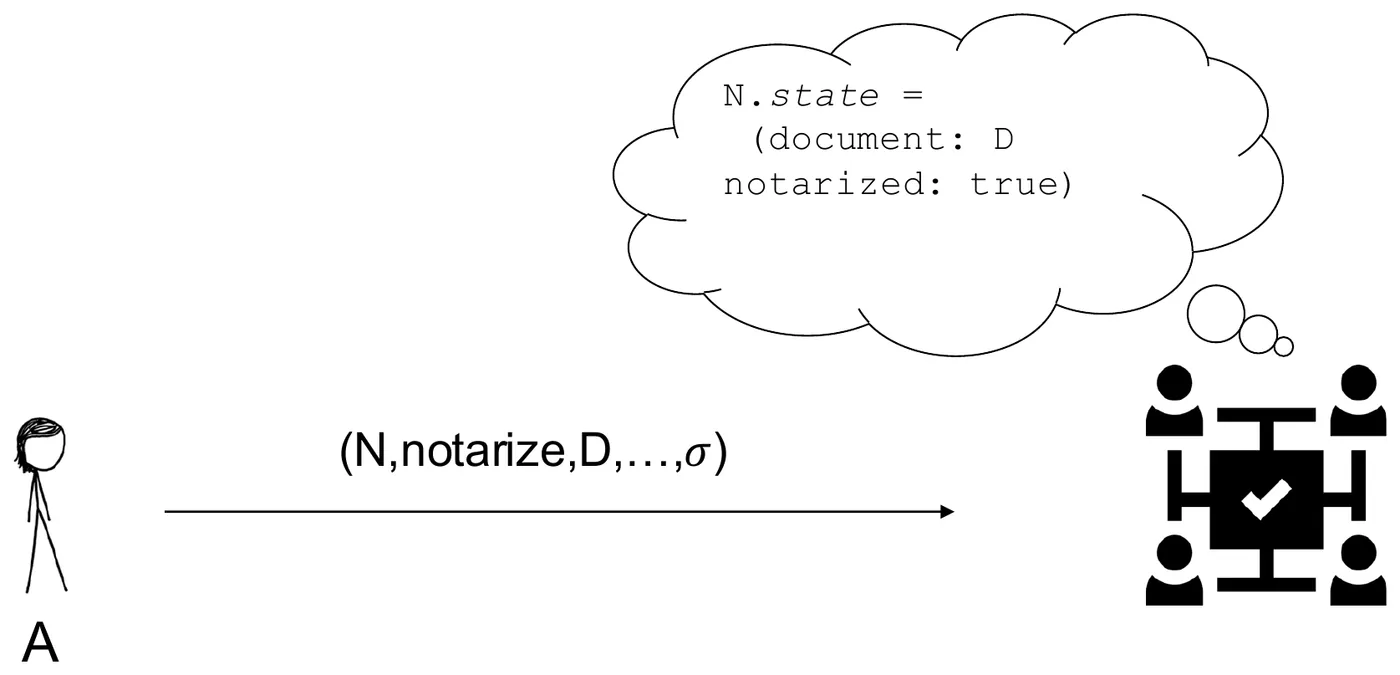 N.state =
(document: D
notarized: true)
(N,notarize,D,…,σ)
A